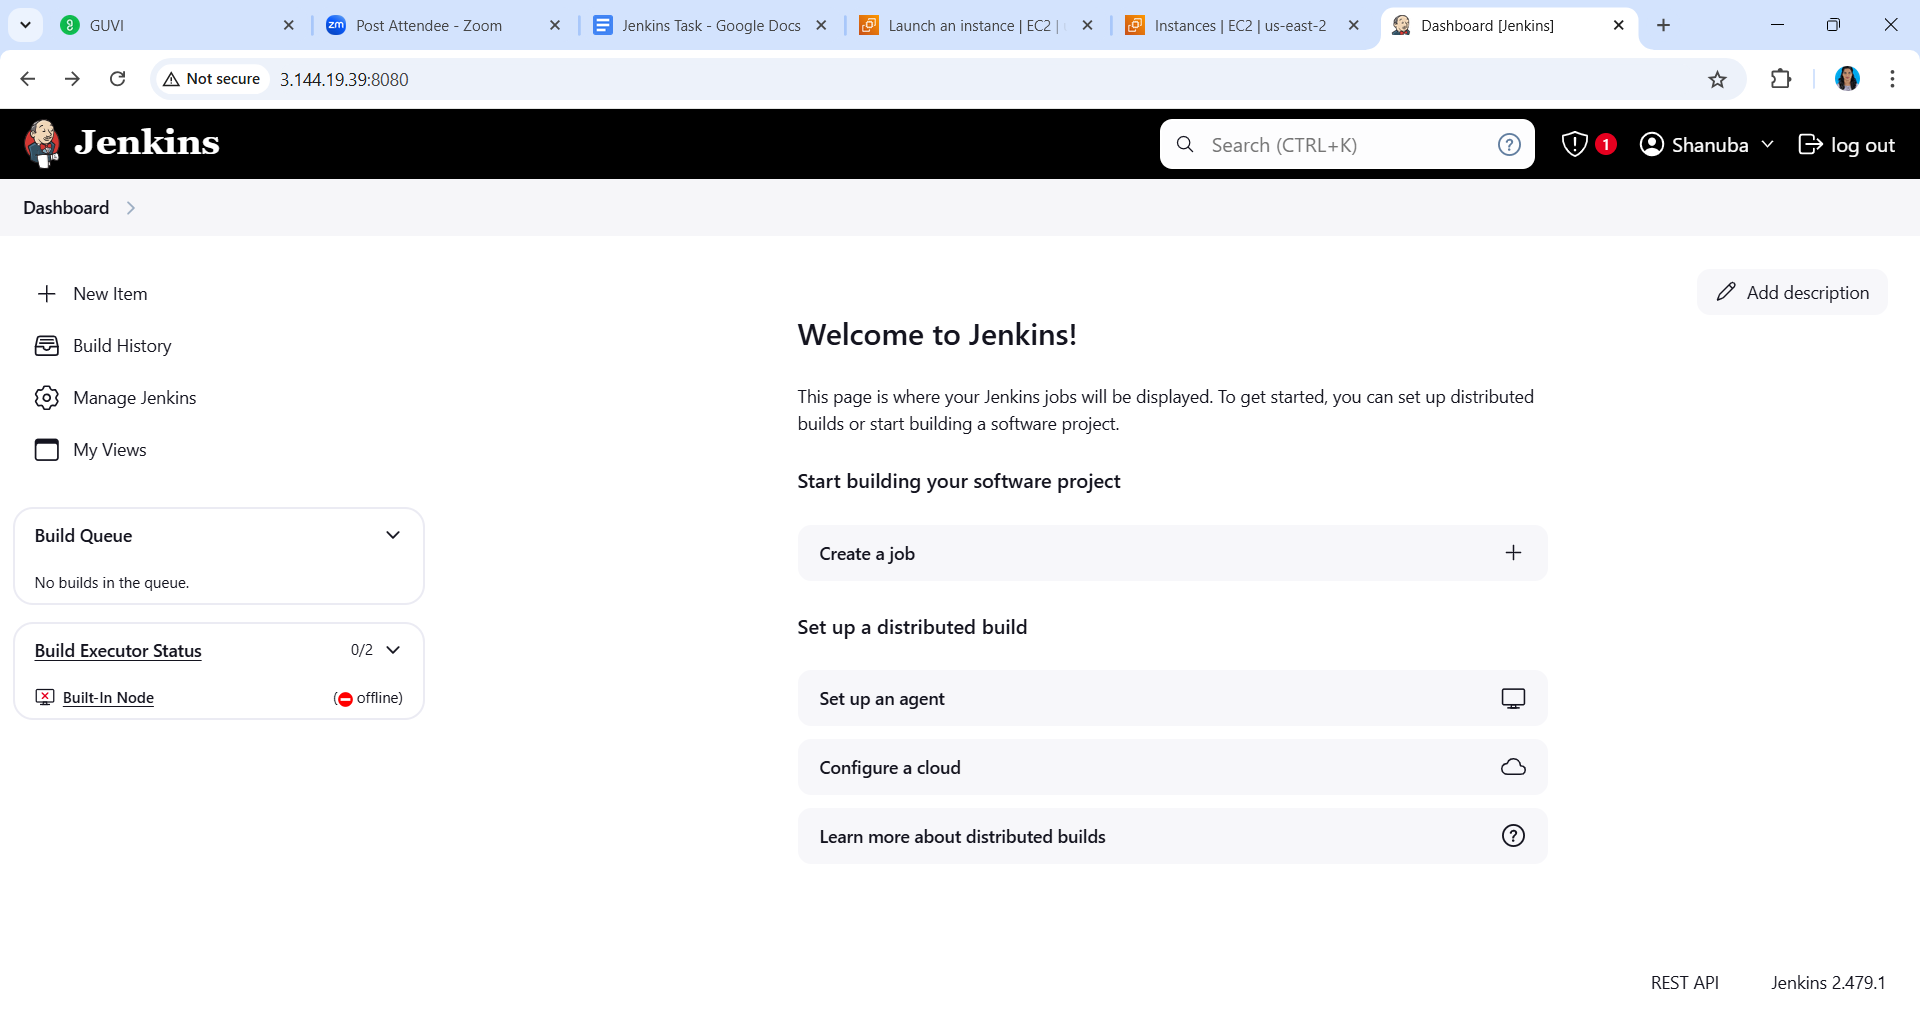 GUVI
Post Attendee - Zoom
Jenkins Task - Google Docs
Launch an instance | EC2 |
Instances | EC2 | us-east-2
Dashboard [Jenkins]
Not secure
3.144.19.39:8080
Jenkins
Search (CTRL+K)
1
Shanuba
log out
Dashboard
New Item
Build History
Manage Jenkins
My Views
Build Queue
No builds in the queue.
Build Executor Status
0/2
Built-In Node
(offline)
Add description
Welcome to Jenkins!
This page is where your Jenkins jobs will be displayed. To get started, you can set up distributed
builds or start building a software project.
Start building your software project
Create a job
Set up a distributed build
Set up an agent
Configure a cloud
Learn more about distributed builds
REST API
Jenkins 2.479.1